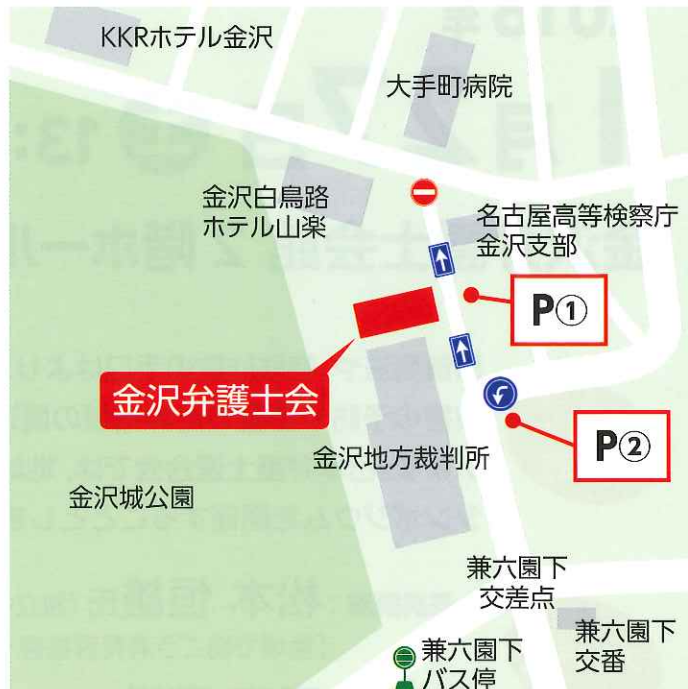 KKRホテル金沢
大手町病院
金沢白鳥路
ホテル山楽
名古屋高等検察庁
金沢支部
P①
金沢弁護士会
P②
金沢地方裁判所
金沢城公園
兼六園下
交差点
兼六園下
交番
兼六園下
バス停